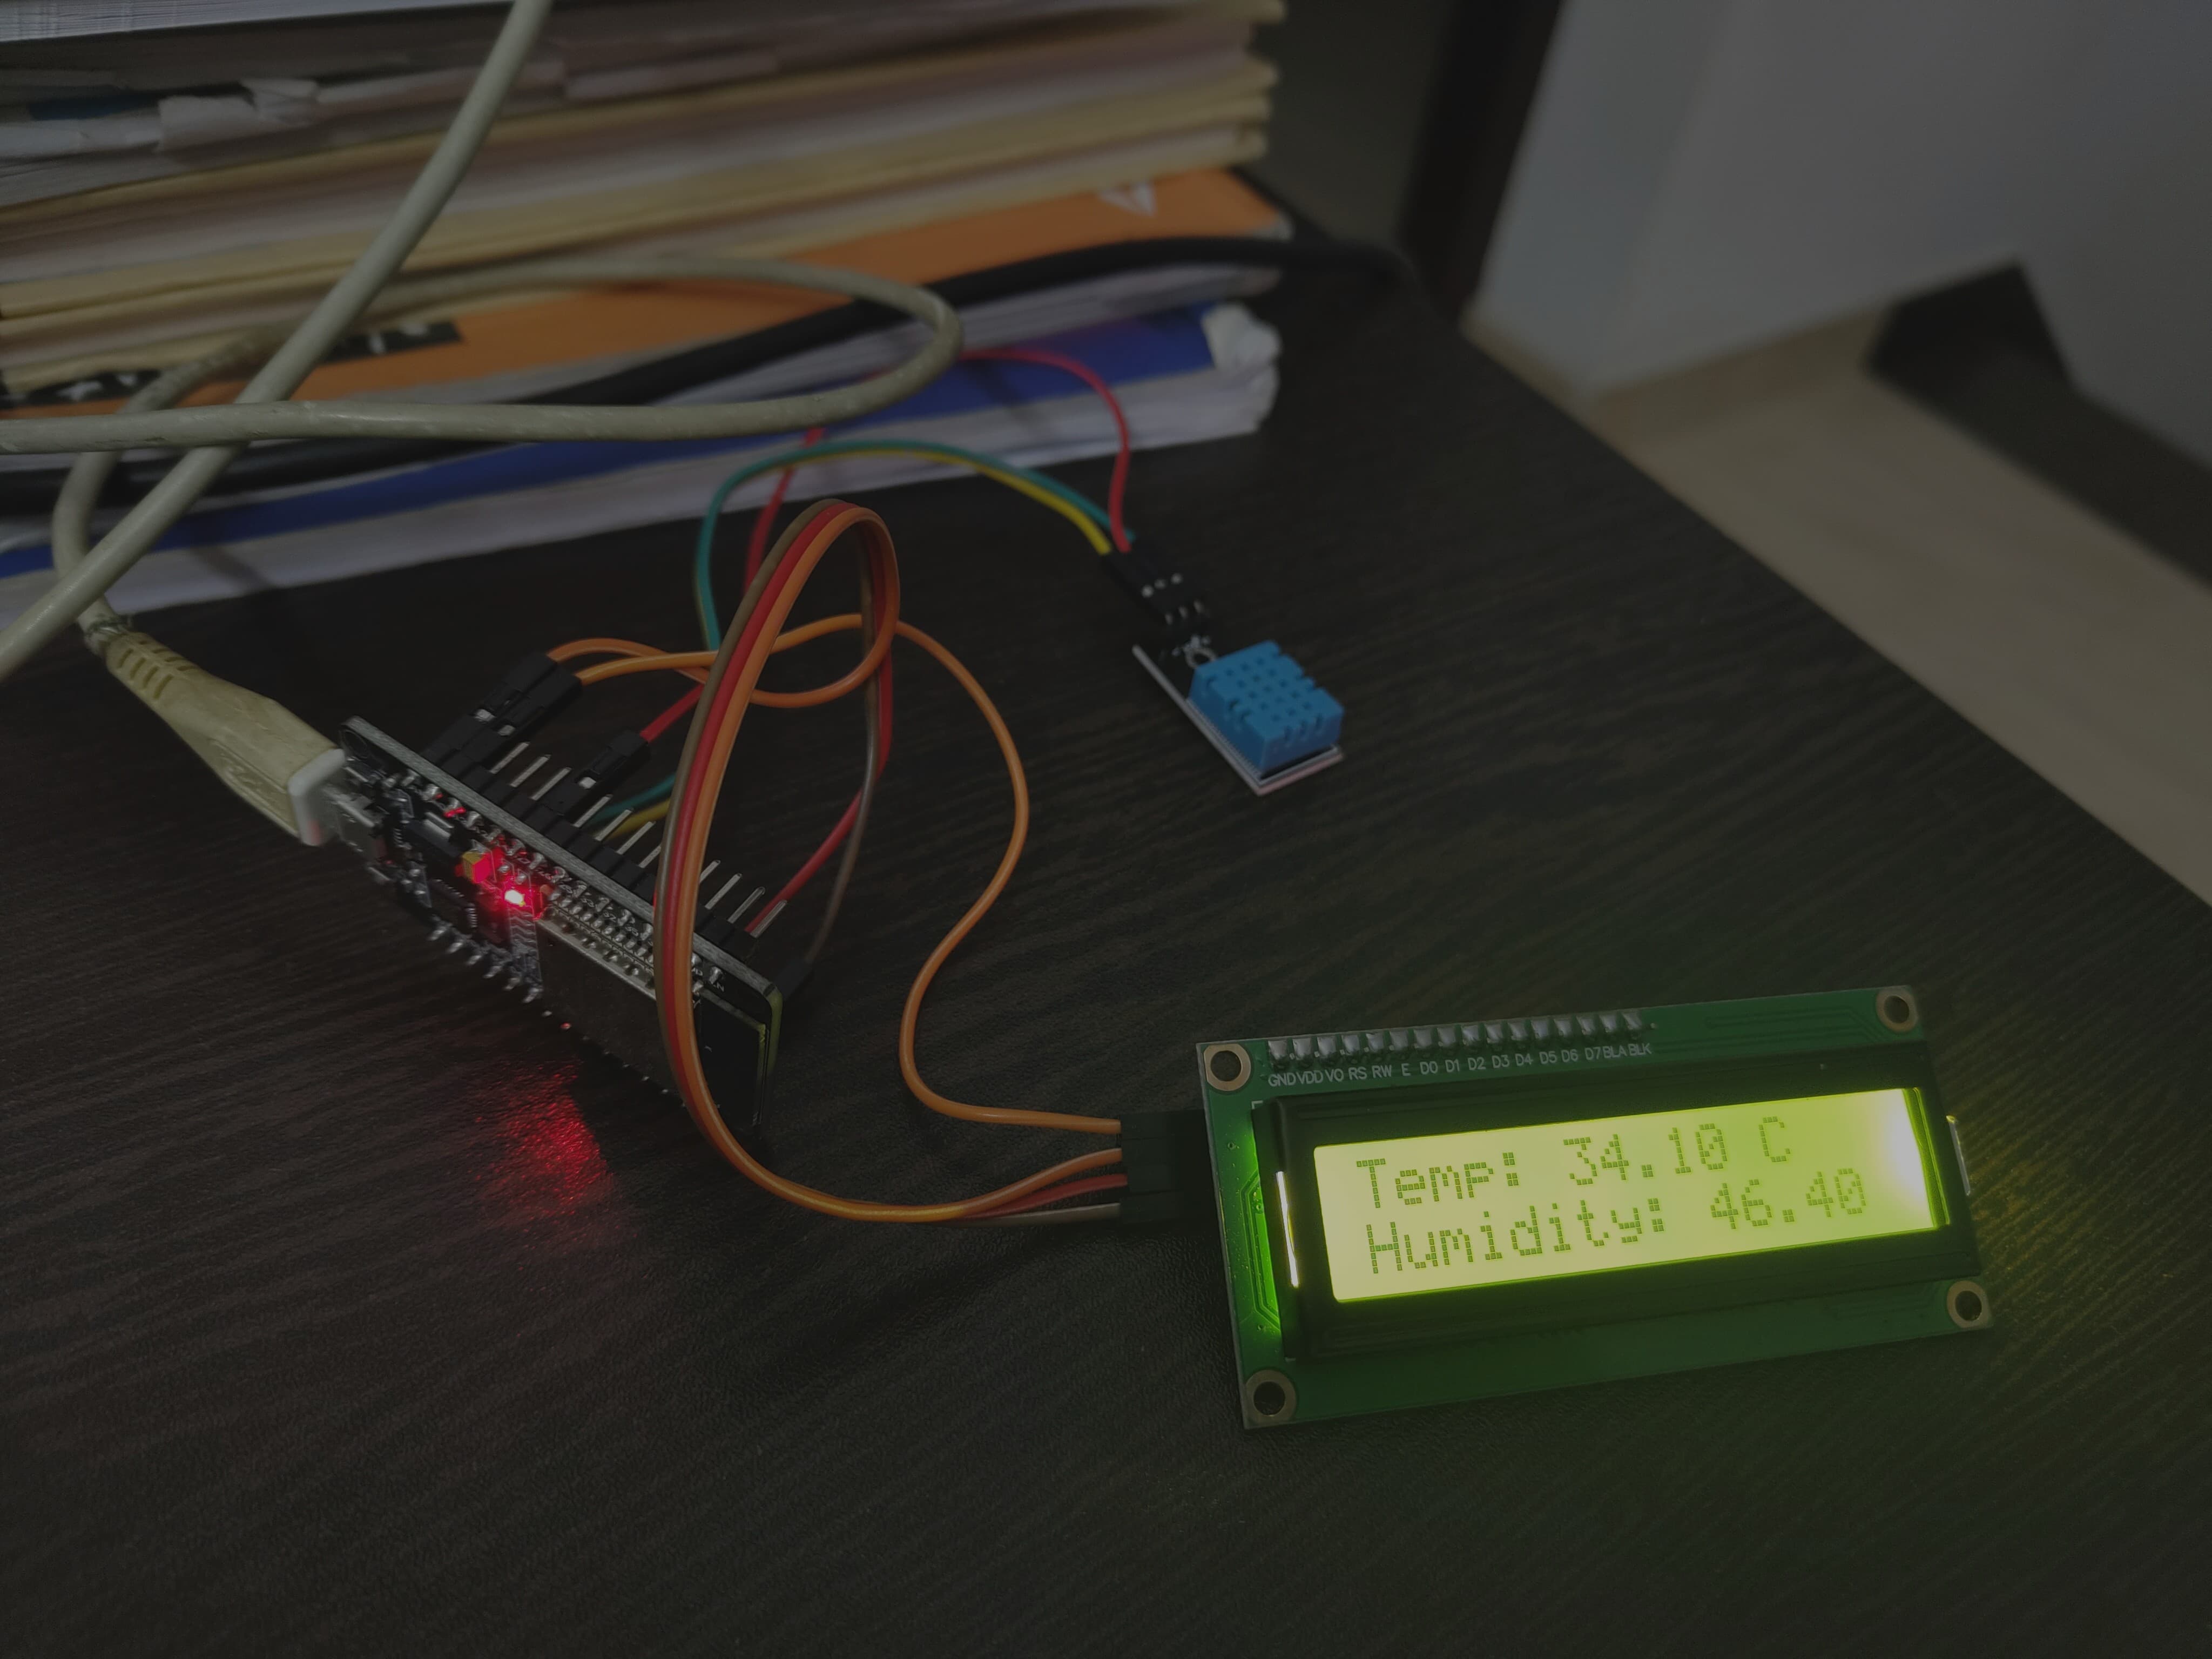 GND VDD VO RS RW E D0 D1 D2 D3 D4 D5 D6 D7 BLA BLK
Temp: 34.10 C
Humidity: 46.40